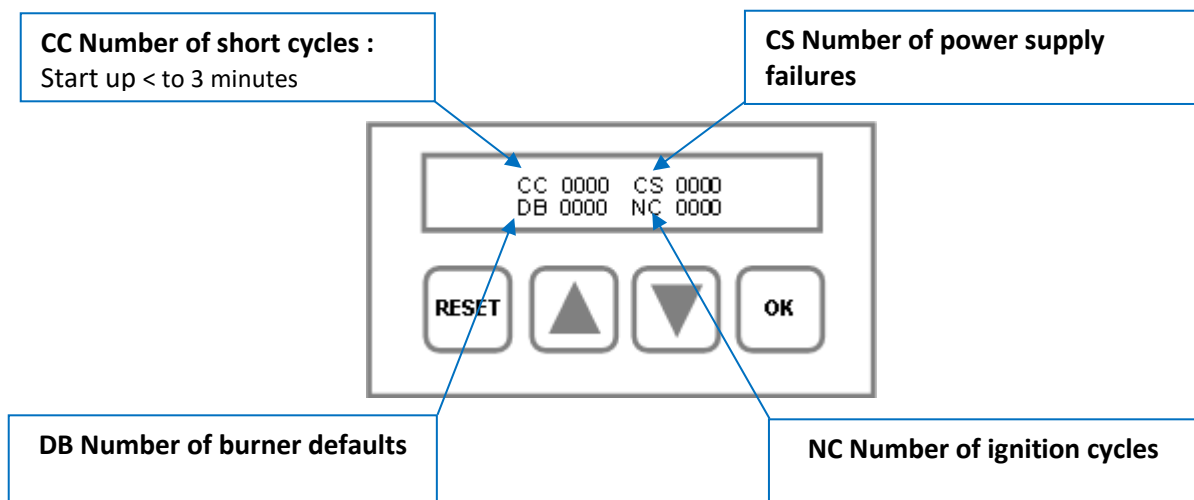 CC Number of short cycles :
Start up < to 3 minutes
CS Number of power supply
failures
CC 0000 CS 0000
DB 0000 NC 0000
RESET
OK
DB Number of burner defaults
NC Number of ignition cycles